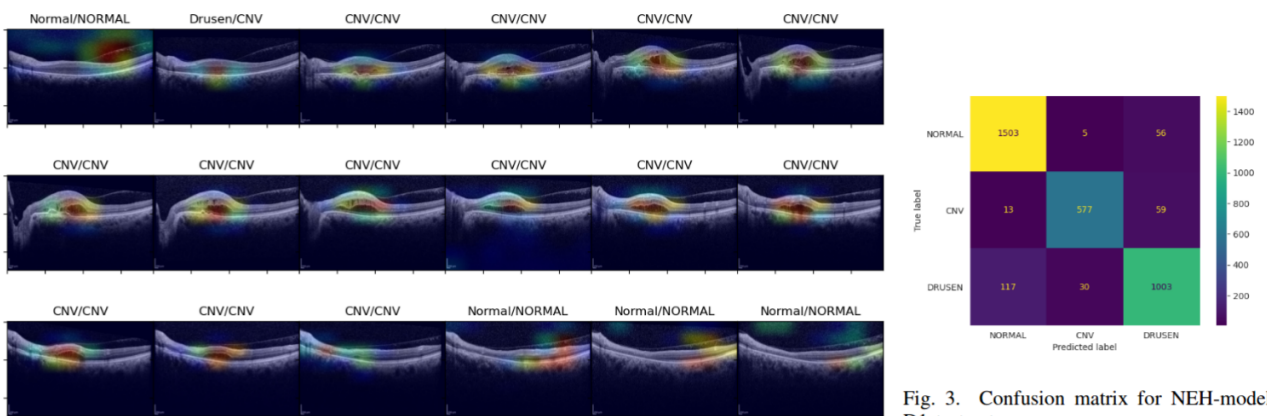 Normal/NORMAL Drusen/CNV CNV/CNV CNV/CNV CNV/CNV CNV/CNV
CNV/CNV CNV/CNV CNV/CNV CNV/CNV CNV/CNV CNV/CNV
CNV/CNV CNV/CNV CNV/CNV Normal/NORMAL Normal/NORMAL Normal/NORMAL
True label
NORMAL 1503 5 56
CNV 13 577 59
DRUSEN 117 30 1003
NORMAL CNV DRUSEN
Predicted label
1400
1200
1000
800
600
400
200
Fig. 3. Confusion matrix for NEH-model